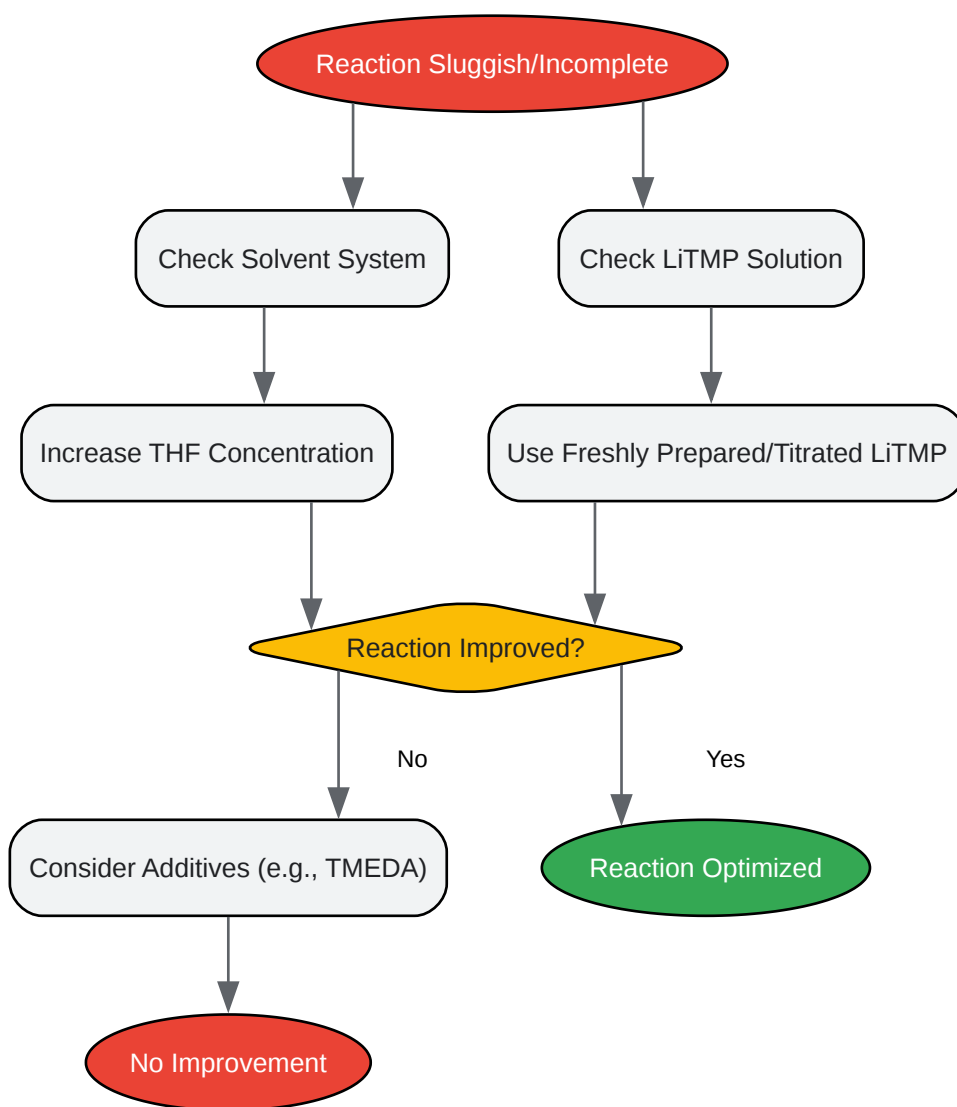 Reaction Sluggish/Incomplete
Check Solvent System
Check LiTMP Solution
Increase THF Concentration
Use Freshly Prepared/Titrated LiTMP
Reaction Improved?
No
Yes
Consider Additives (e.g., TMEDA)
Reaction Optimized
No Improvement